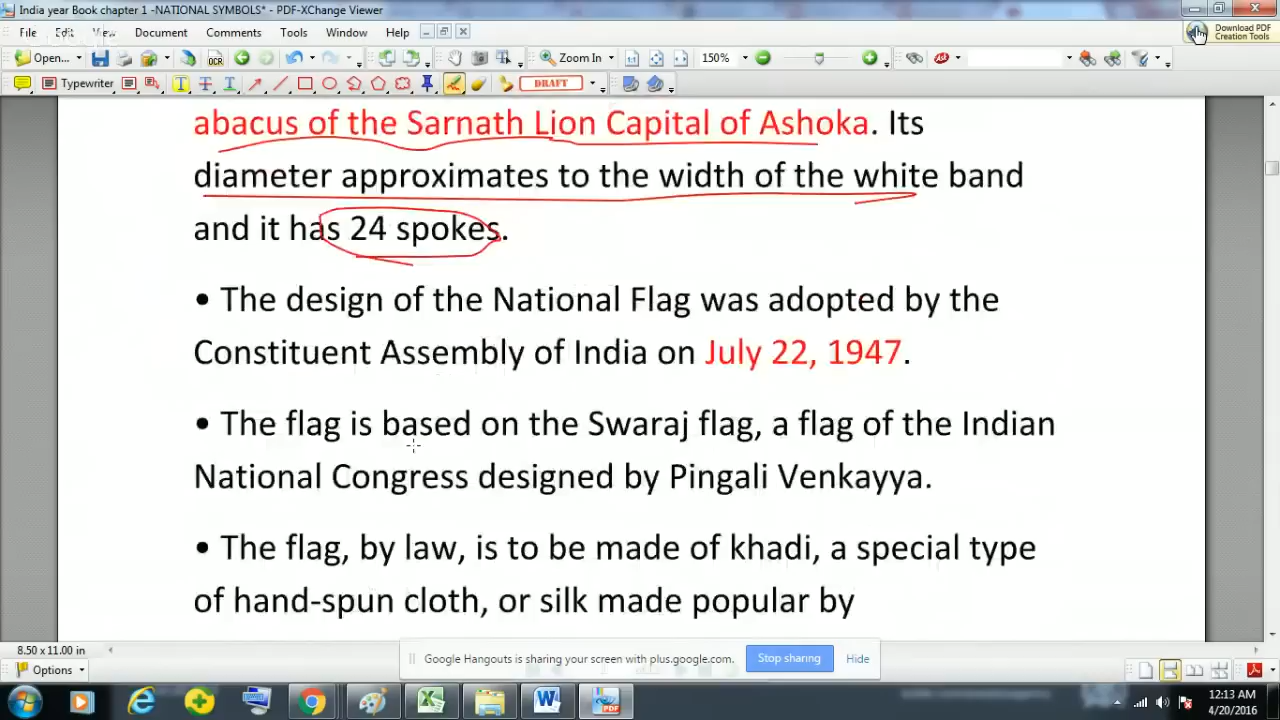 India year Book chapter 1 -NATIONAL SYMBOLS* - PDF-XChange Viewer
File Edit View Document Comments Tools Window Help
Download PDF
Creation Tools
Open... OCR Zoom In 150%
Typewriter DRAFT
abacus of the Sarnath Lion Capital of Ashoka. Its
diameter approximates to the width of the white band
and it has 24 spokes.
• The design of the National Flag was adopted by the
Constituent Assembly of India on July 22, 1947.
• The flag is based on the Swaraj flag, a flag of the Indian
National Congress designed by Pingali Venkayya.
• The flag, by law, is to be made of khadi, a special type
of hand-spun cloth, or silk made popular by
8.50 x 11.00 in
Google Hangouts is sharing your screen with plus.google.com. Stop sharing Hide
Options
12:13 AM
4/20/2016